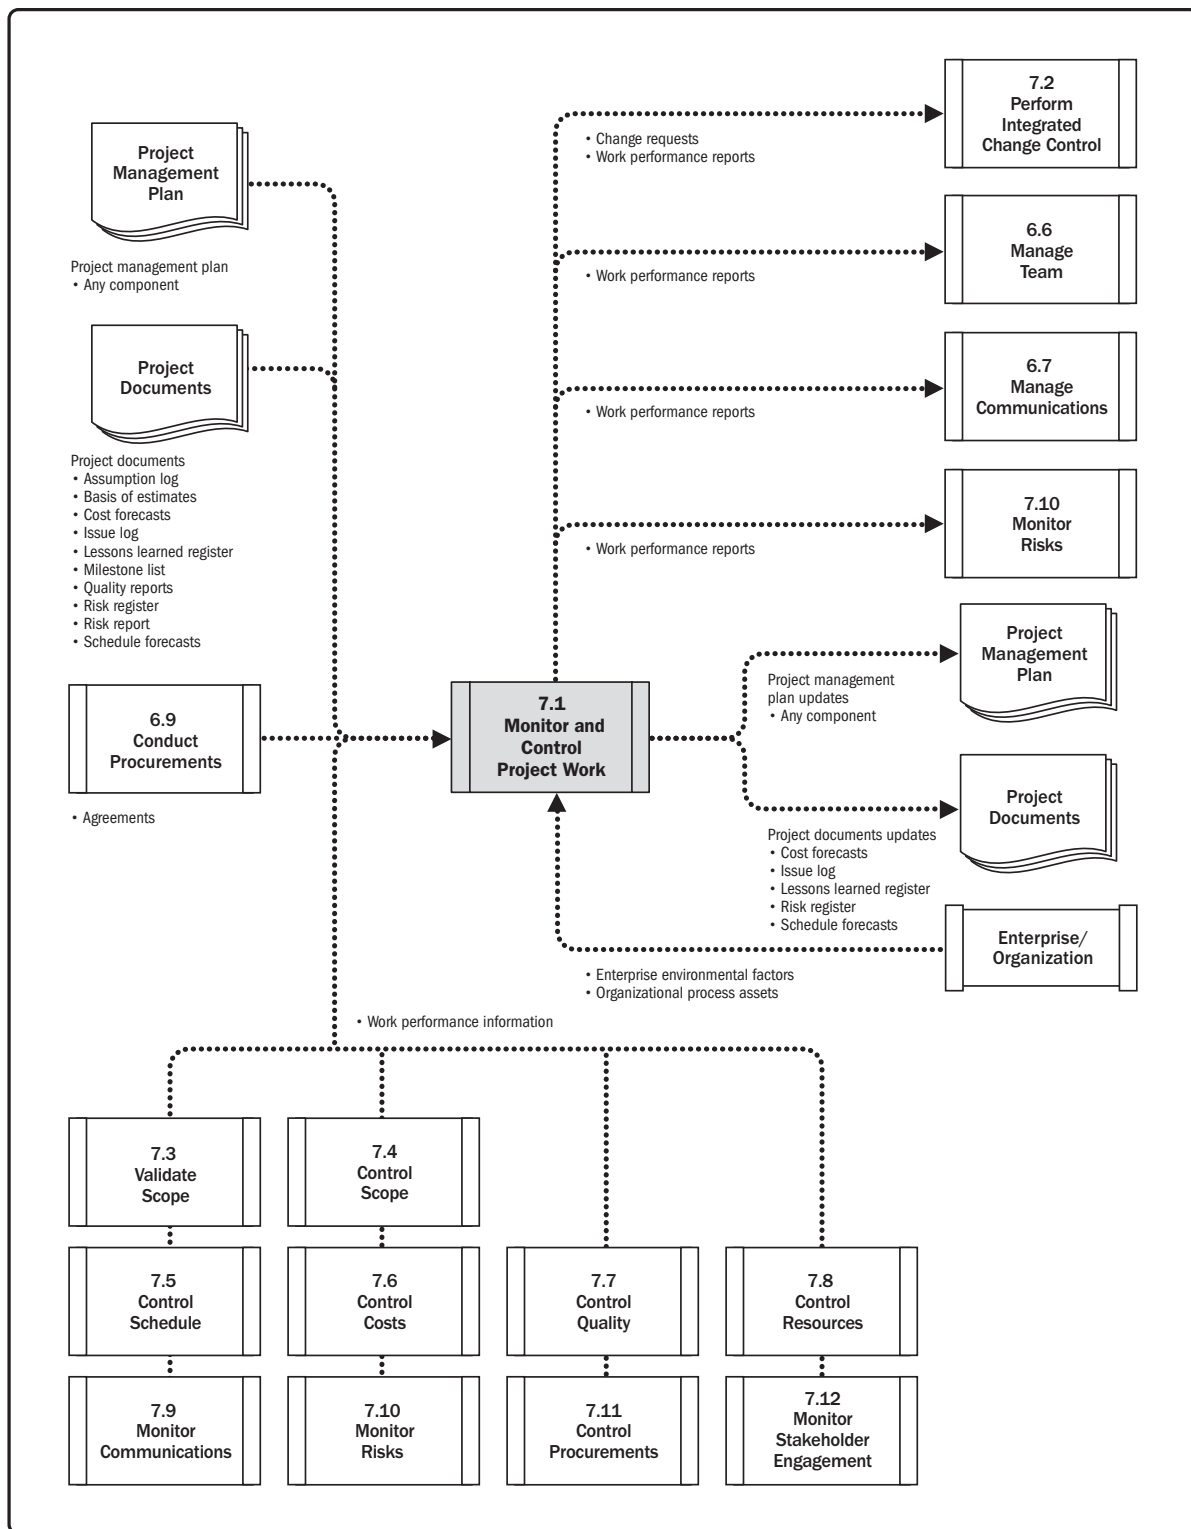 Project
Management
Plan
Project management plan
• Any component
Project
Documents
Project documents
• Assumption log
• Basis of estimates
• Cost forecasts
• Issue log
• Lessons learned register
• Milestone list
• Quality reports
• Risk register
• Risk report
• Schedule forecasts
6.9
Conduct
Procurements
• Agreements
7.1
Monitor and
Control
Project Work
• Change requests
• Work performance reports
7.2
Perform
Integrated
Change Control
• Work performance reports
6.6
Manage
Team
• Work performance reports
6.7
Manage
Communications
• Work performance reports
7.10
Monitor
Risks
Project management
plan updates
• Any component
Project
Management
Plan
Project documents updates
• Cost forecasts
• Issue log
• Lessons learned register
• Risk register
• Schedule forecasts
Project
Documents
• Enterprise environmental factors
• Organizational process assets
Enterprise/
Organization
• Work performance information
7.3
Validate
Scope
7.4
Control
Scope
7.5
Control
Schedule
7.6
Control
Costs
7.7
Control
Quality
7.8
Control
Resources
7.9
Monitor
Communications
7.10
Monitor
Risks
7.11
Control
Procurements
7.12
Monitor
Stakeholder
Engagement